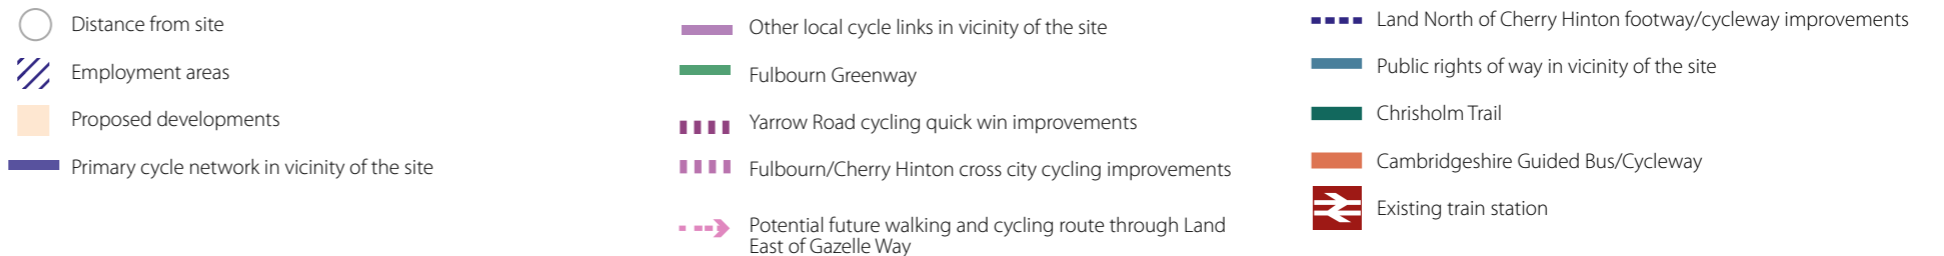 Distance from site
Employment areas
Proposed developments
Primary cycle network in vicinity of the site
Other local cycle links in vicinity of the site
Fulbourn Greenway
Yarrow Road cycling quick win improvements
Fulbourn/Cherry Hinton cross city cycling improvements
Potential future walking and cycling route through Land
East of Gazelle Way
Land North of Cherry Hinton footway/cycleway improvements
Public rights of way in vicinity of the site
Chrisholm Trail
Cambridgeshire Guided Bus/Cycleway
Existing train station